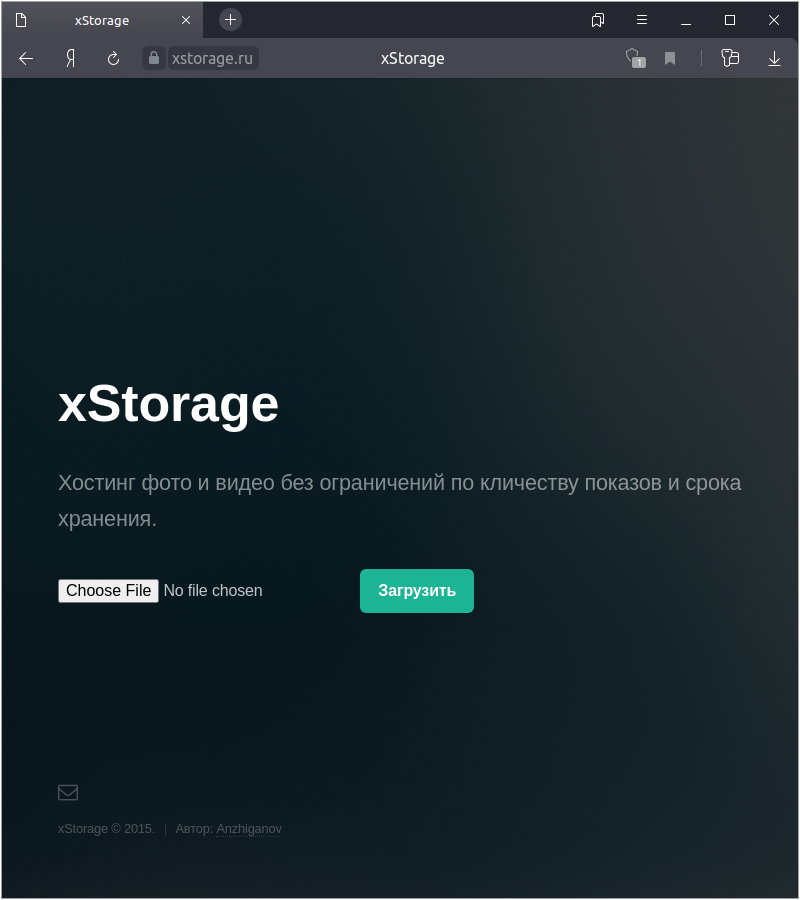 xStorage
xstorage.ru
xStorage
1
xStorage
Хостинг фото и видео без ограничений по кличеству показов и срока
хранения.
Choose File No file chosen
Загрузить
xStorage © 2015. | Автор: Anzhiganov